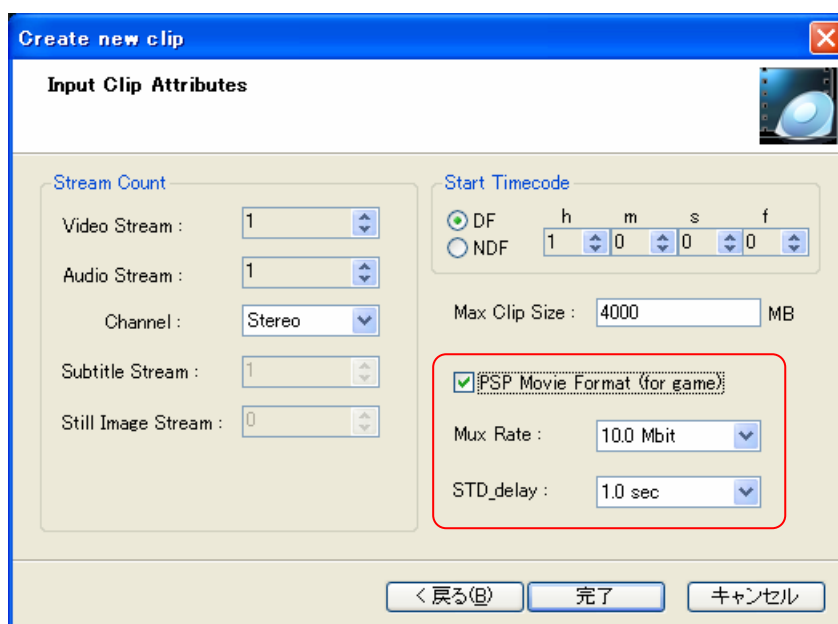 Create new clip
Input Clip Attributes
Stream Count
Video Stream : 1
Audio Stream : 1
Channel : Stereo
Subtitle Stream : 1
Still Image Stream : 0
Start Timecode
DF
NDF
h m s f
1 0 0 0
Max Clip Size : 4000 MB
PSP Movie Format (for game)
Mux Rate : 10.0 Mbit
STD_delay : 1.0 sec
< 戻る(B) 完了 キャンセル